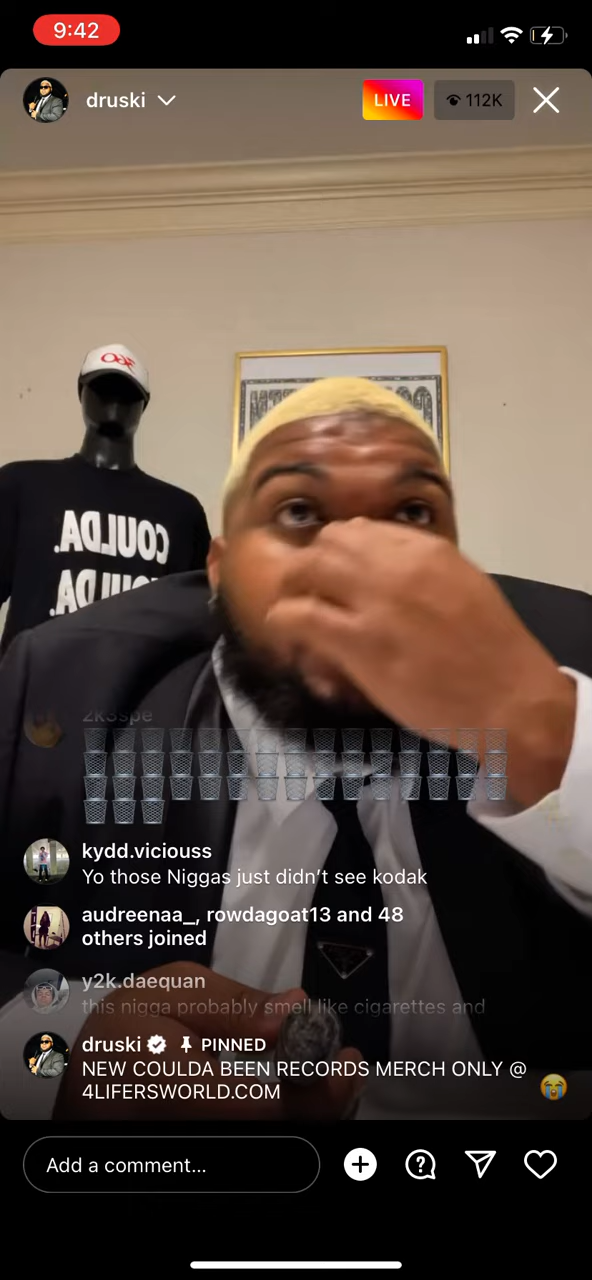 9:42
druski
LIVE
112K
COULDA.
2k3spe
kydd.viciouss
Yo those Niggas just didn't see kodak
audreenaa_, rowdagoat13 and 48
others joined
y2k.daequan
this nigga probably smell like cigarettes and
druski PINNED
NEW COULDA BEEN RECORDS MERCH ONLY @
4LIFERSWORLD.COM
Add a comment...